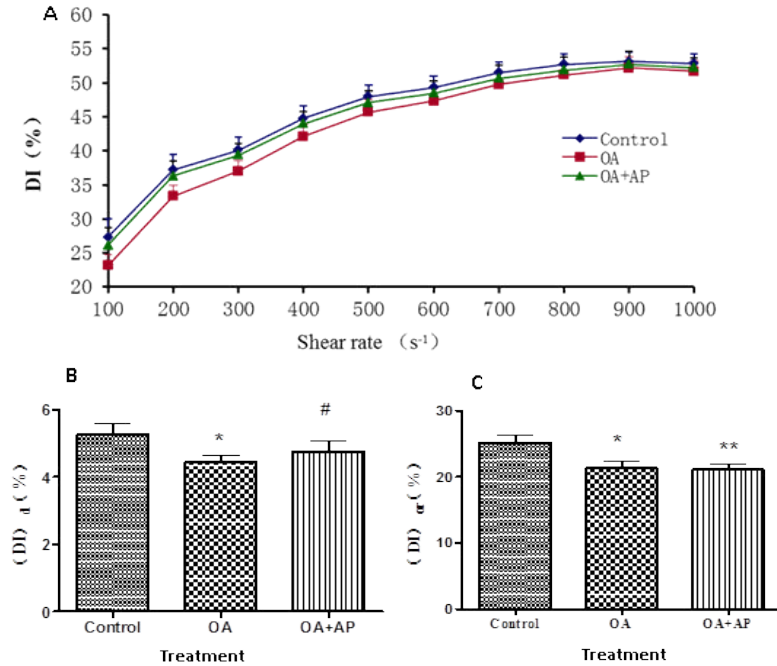 A
60
55
50
45
40
35
30
25
20
DI (%)
Control
OA
OA+AP
100 200 300 400 500 600 700 800 900 1000
Shear rate (s-1)
B
6
4
2
0
(DI) d (%)
*
#
Control OA OA+AP
Treatment
C
30
20
10
0
(DI) or (%)
*
**
Control OA OA+AP
Treatment